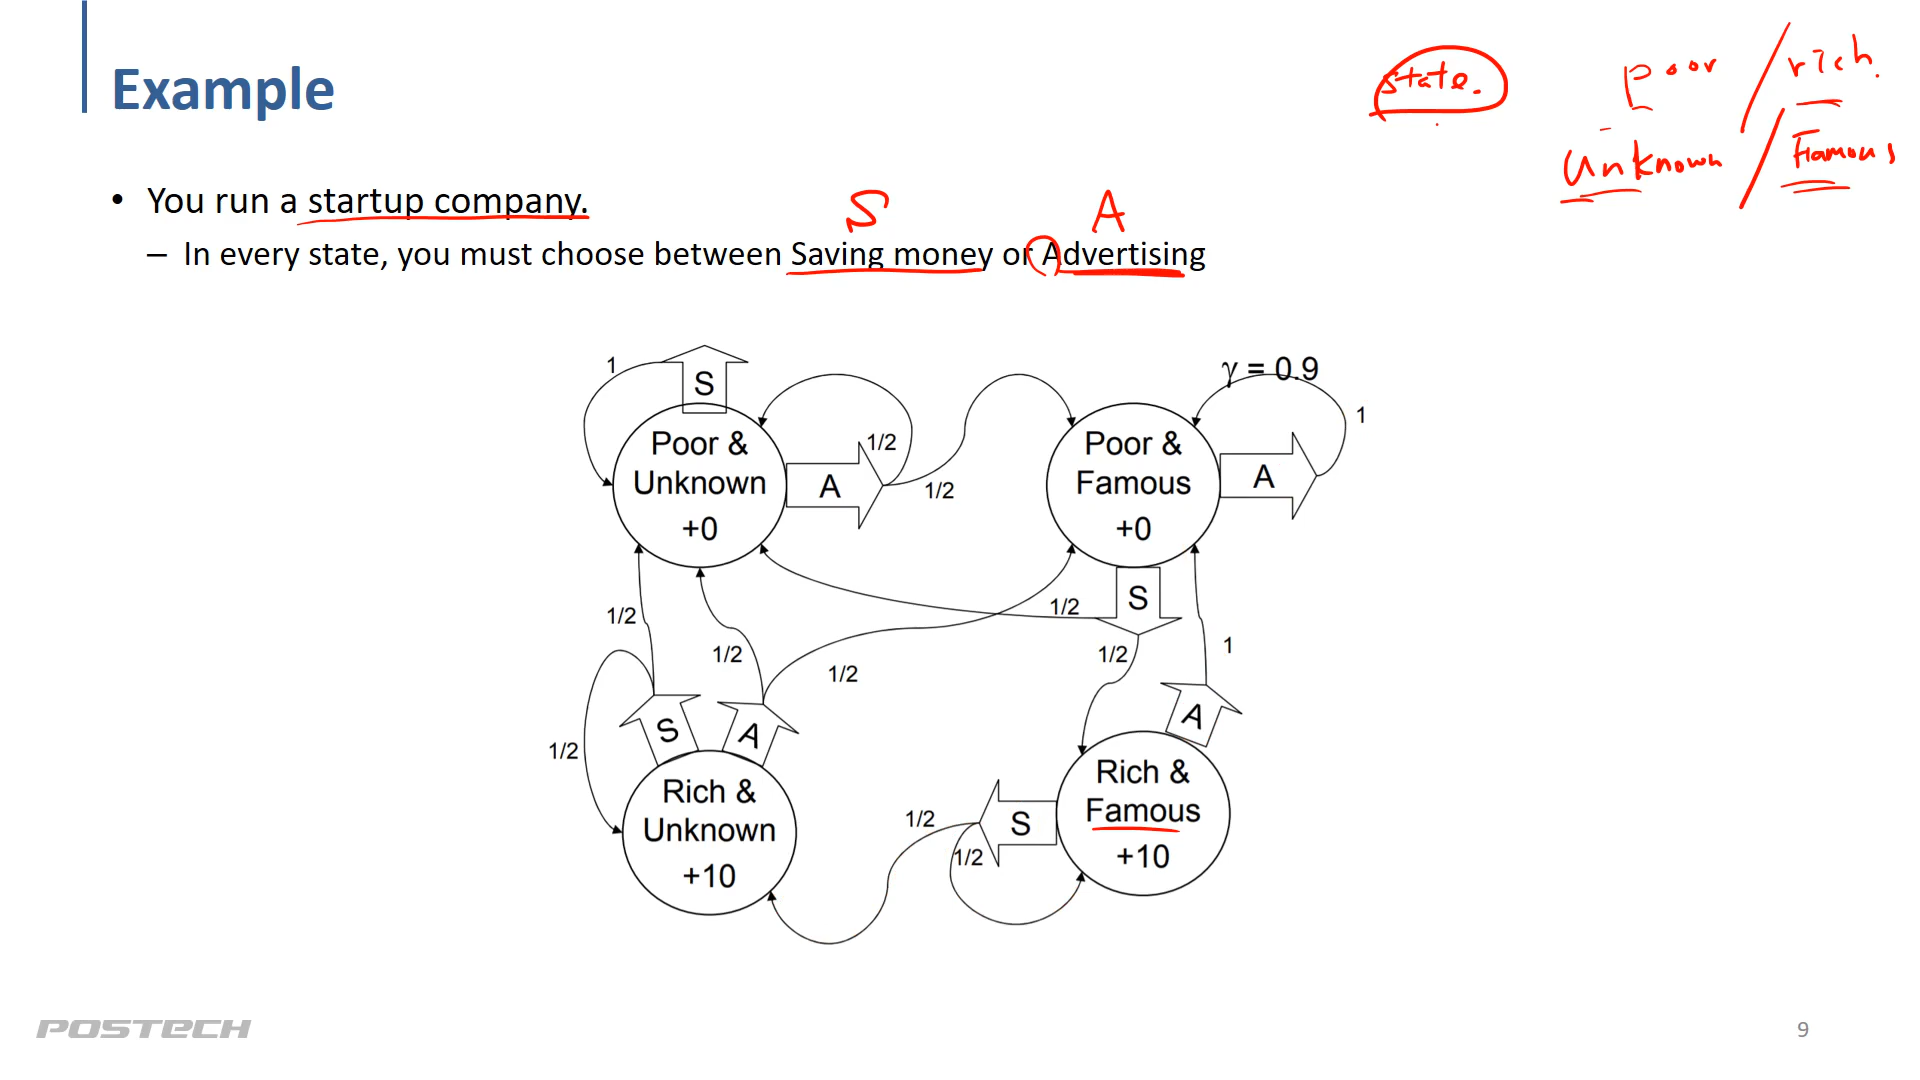 Example
state.
Poor / rich.
Unknown / Famous
• You run a startup company.
S A
– In every state, you must choose between Saving money or Advertising
1
S
γ = 0.9
1
Poor &
Unknown
+0
1/2
A
1/2
Poor &
Famous
+0
A
1/2
1/2
1/2
1/2
S
1/2
1
S
A
1/2
A
Rich &
Unknown
+10
1/2
1/2
S
Rich &
Famous
+10
POSTECH
9